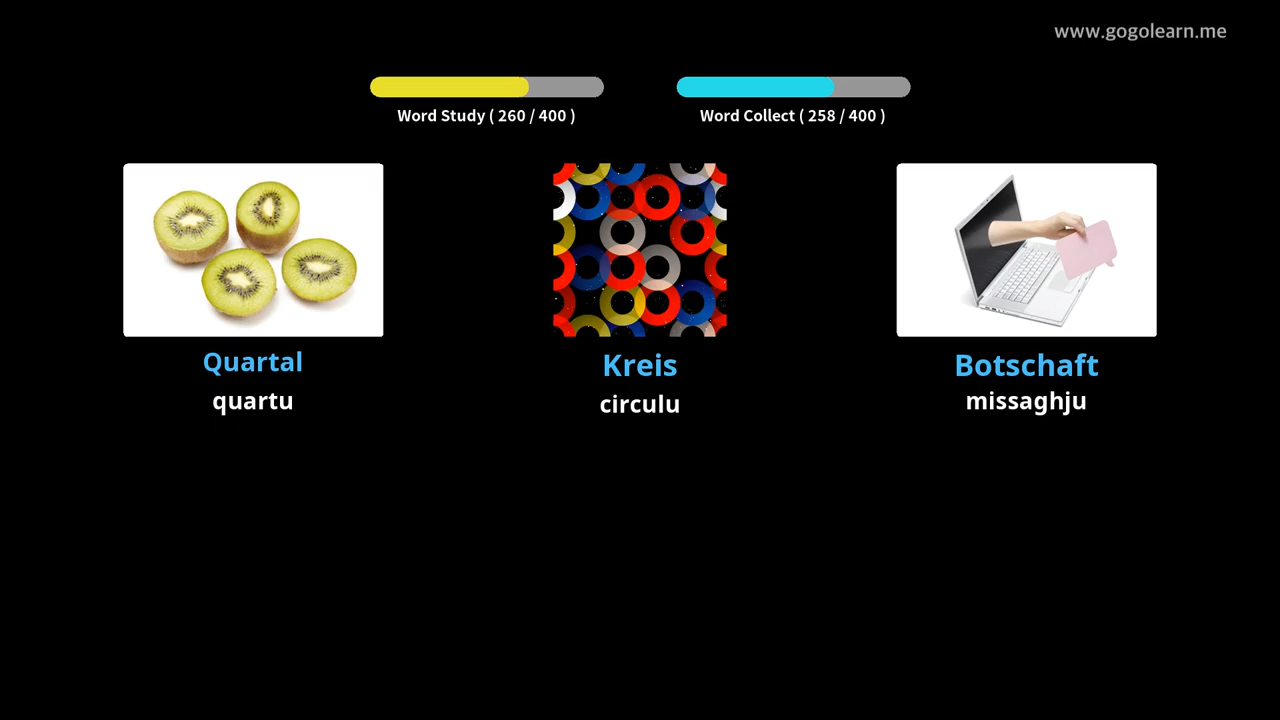 www.gogolearn.me
Word Study ( 260 / 400 )
Word Collect ( 258 / 400 )
Quartal
quartu
Kreis
circulu
Botschaft
missaghju